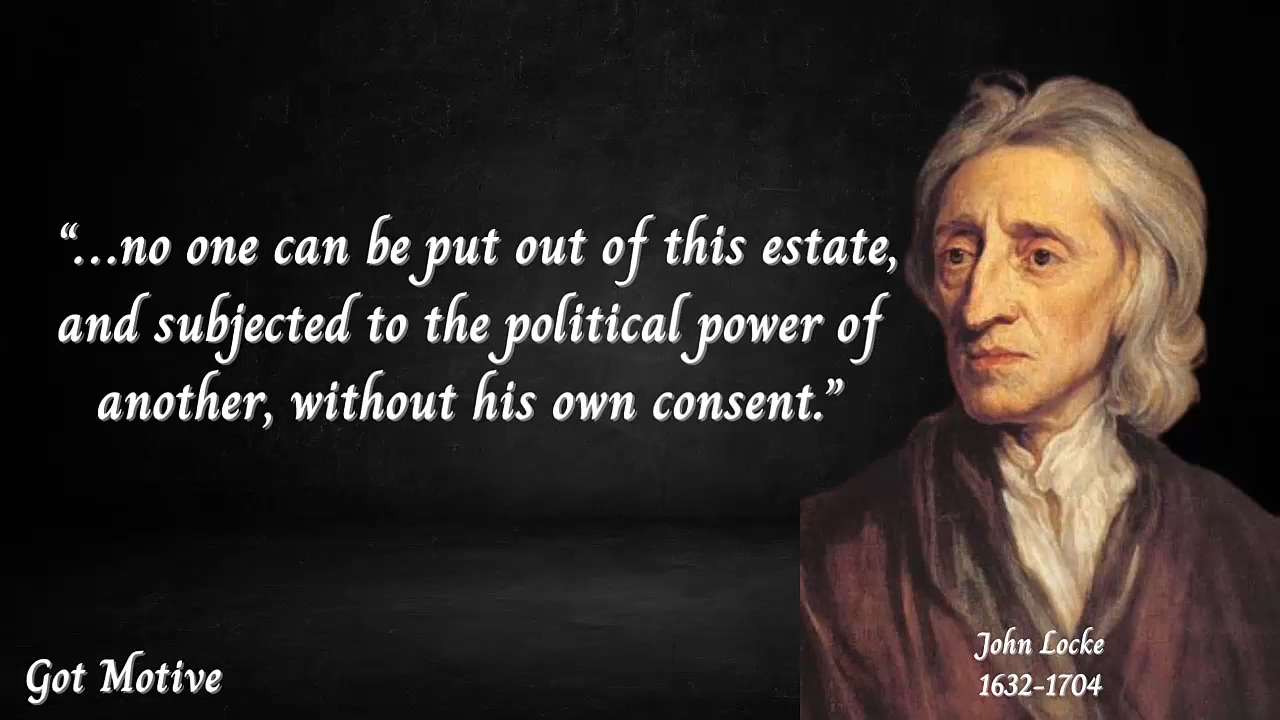 “...no one can be put out of this estate,
and subjected to the political power of
another, without his own consent.”
John Locke
1632-1704
Got Motive